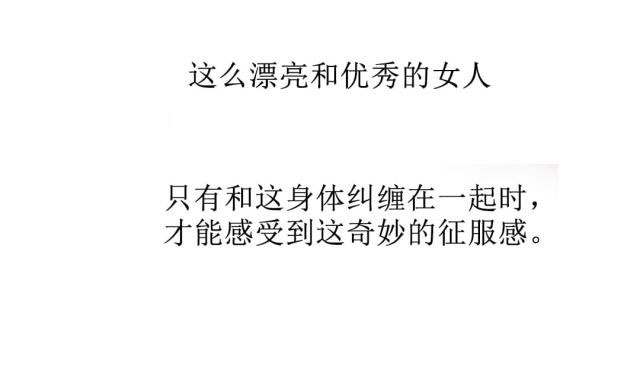 这么漂亮和优秀的女人
只有和这身体纠缠在一起时，
才能感受到这奇妙的征服感。